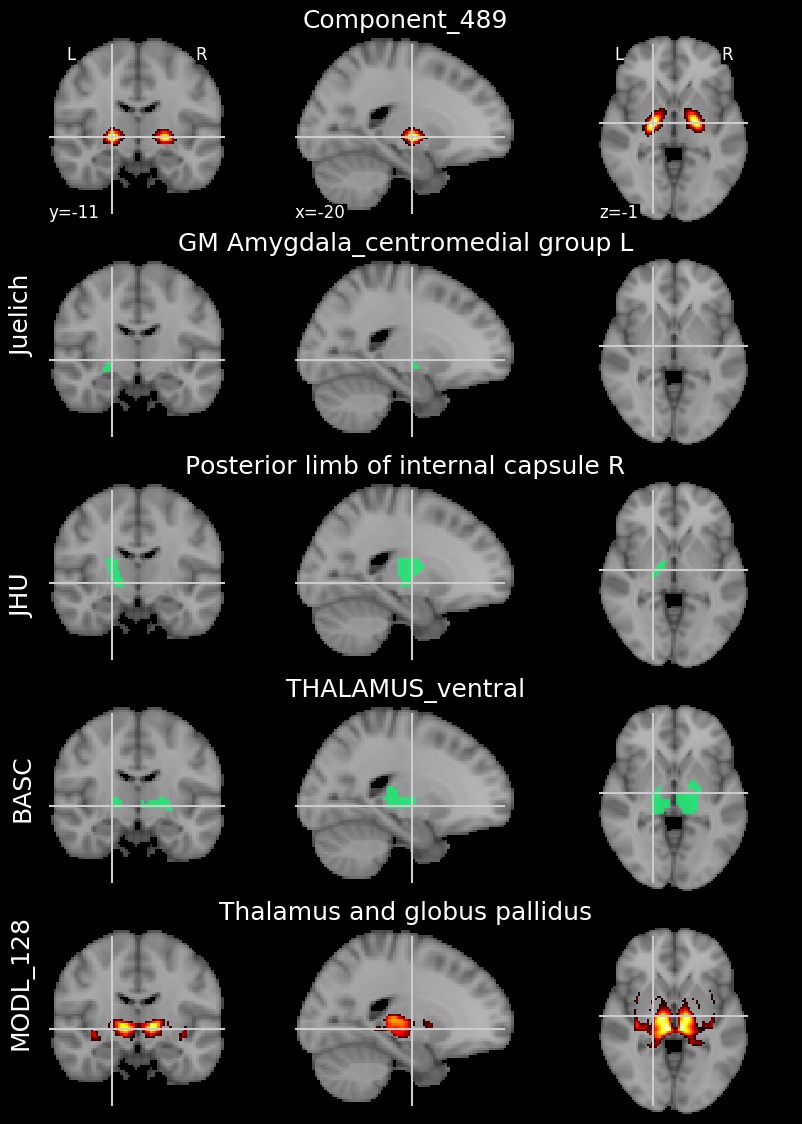 Component_489
L R L R
y=-11 x=-20 z=-1
GM Amygdala_centromedial group L
Juelich
Posterior limb of internal capsule R
JHU
THALAMUS_ventral
BASC
Thalamus and globus pallidus
MODL_128